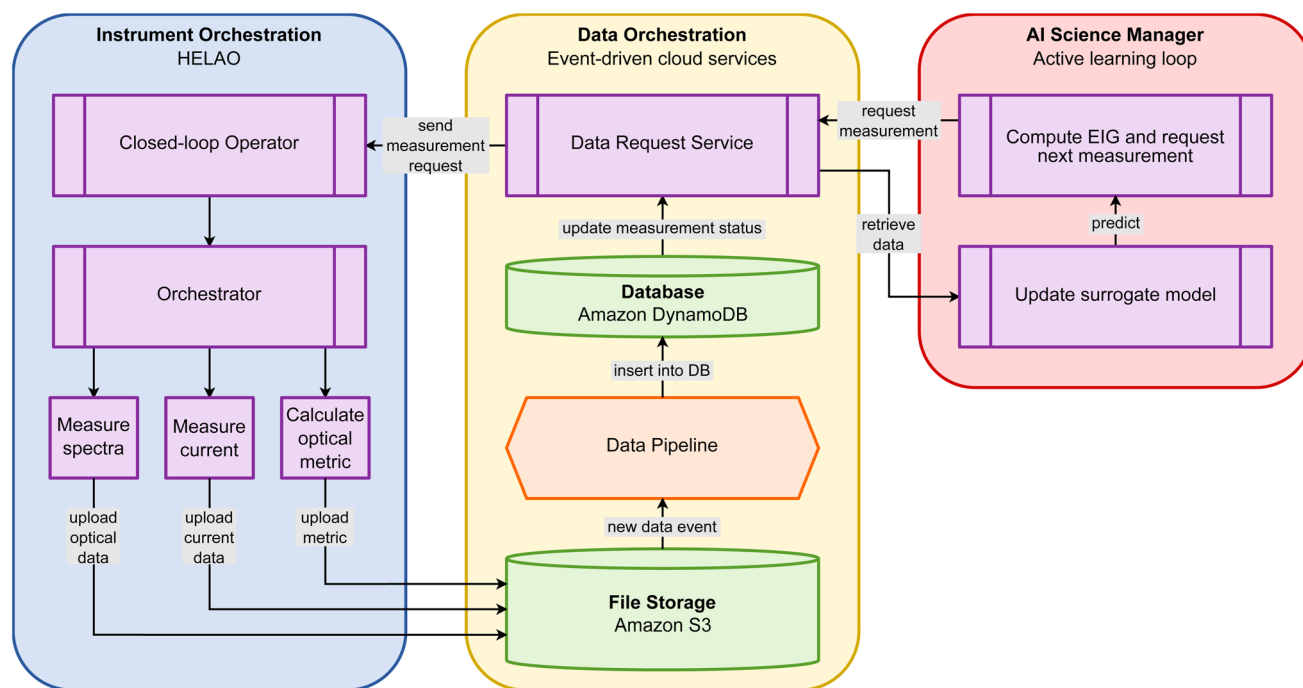 Instrument Orchestration
HELAO
Closed-loop Operator
Orchestrator
Measure
spectra
Measure
current
Calculate
optical
metric
upload
optical
data
upload
current
data
upload
metric
send
measurement
request
Data Orchestration
Event-driven cloud services
Data Request Service
update measurement status
Database
Amazon DynamoDB
insert into DB
Data Pipeline
new data event
File Storage
Amazon S3
request
measurement
retrieve
data
AI Science Manager
Active learning loop
Compute EIG and request
next measurement
predict
Update surrogate model